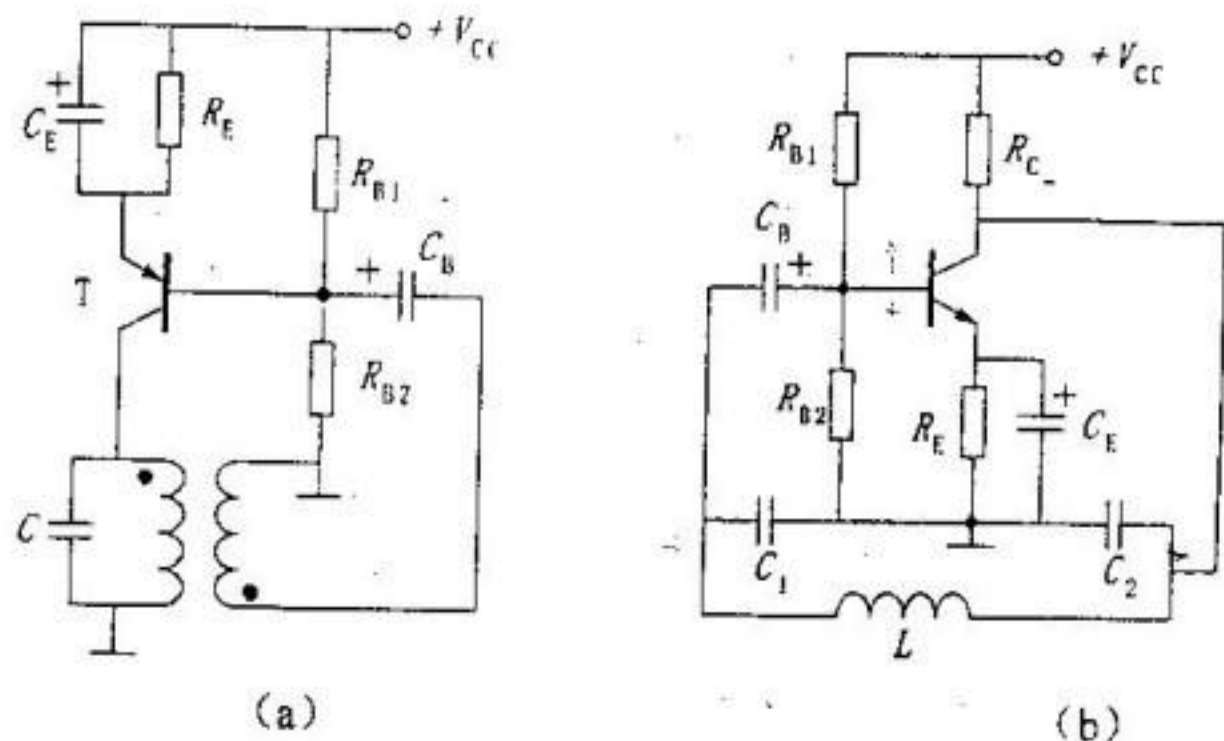 +V_CC
C_E
+
R_E
R_B1
C_B
+
T
R_B2
C
(a)
+V_CC
R_B1
R_C
C_B
+
R_B2
R_E
+
C_E
C_1
C_2
L
(b)